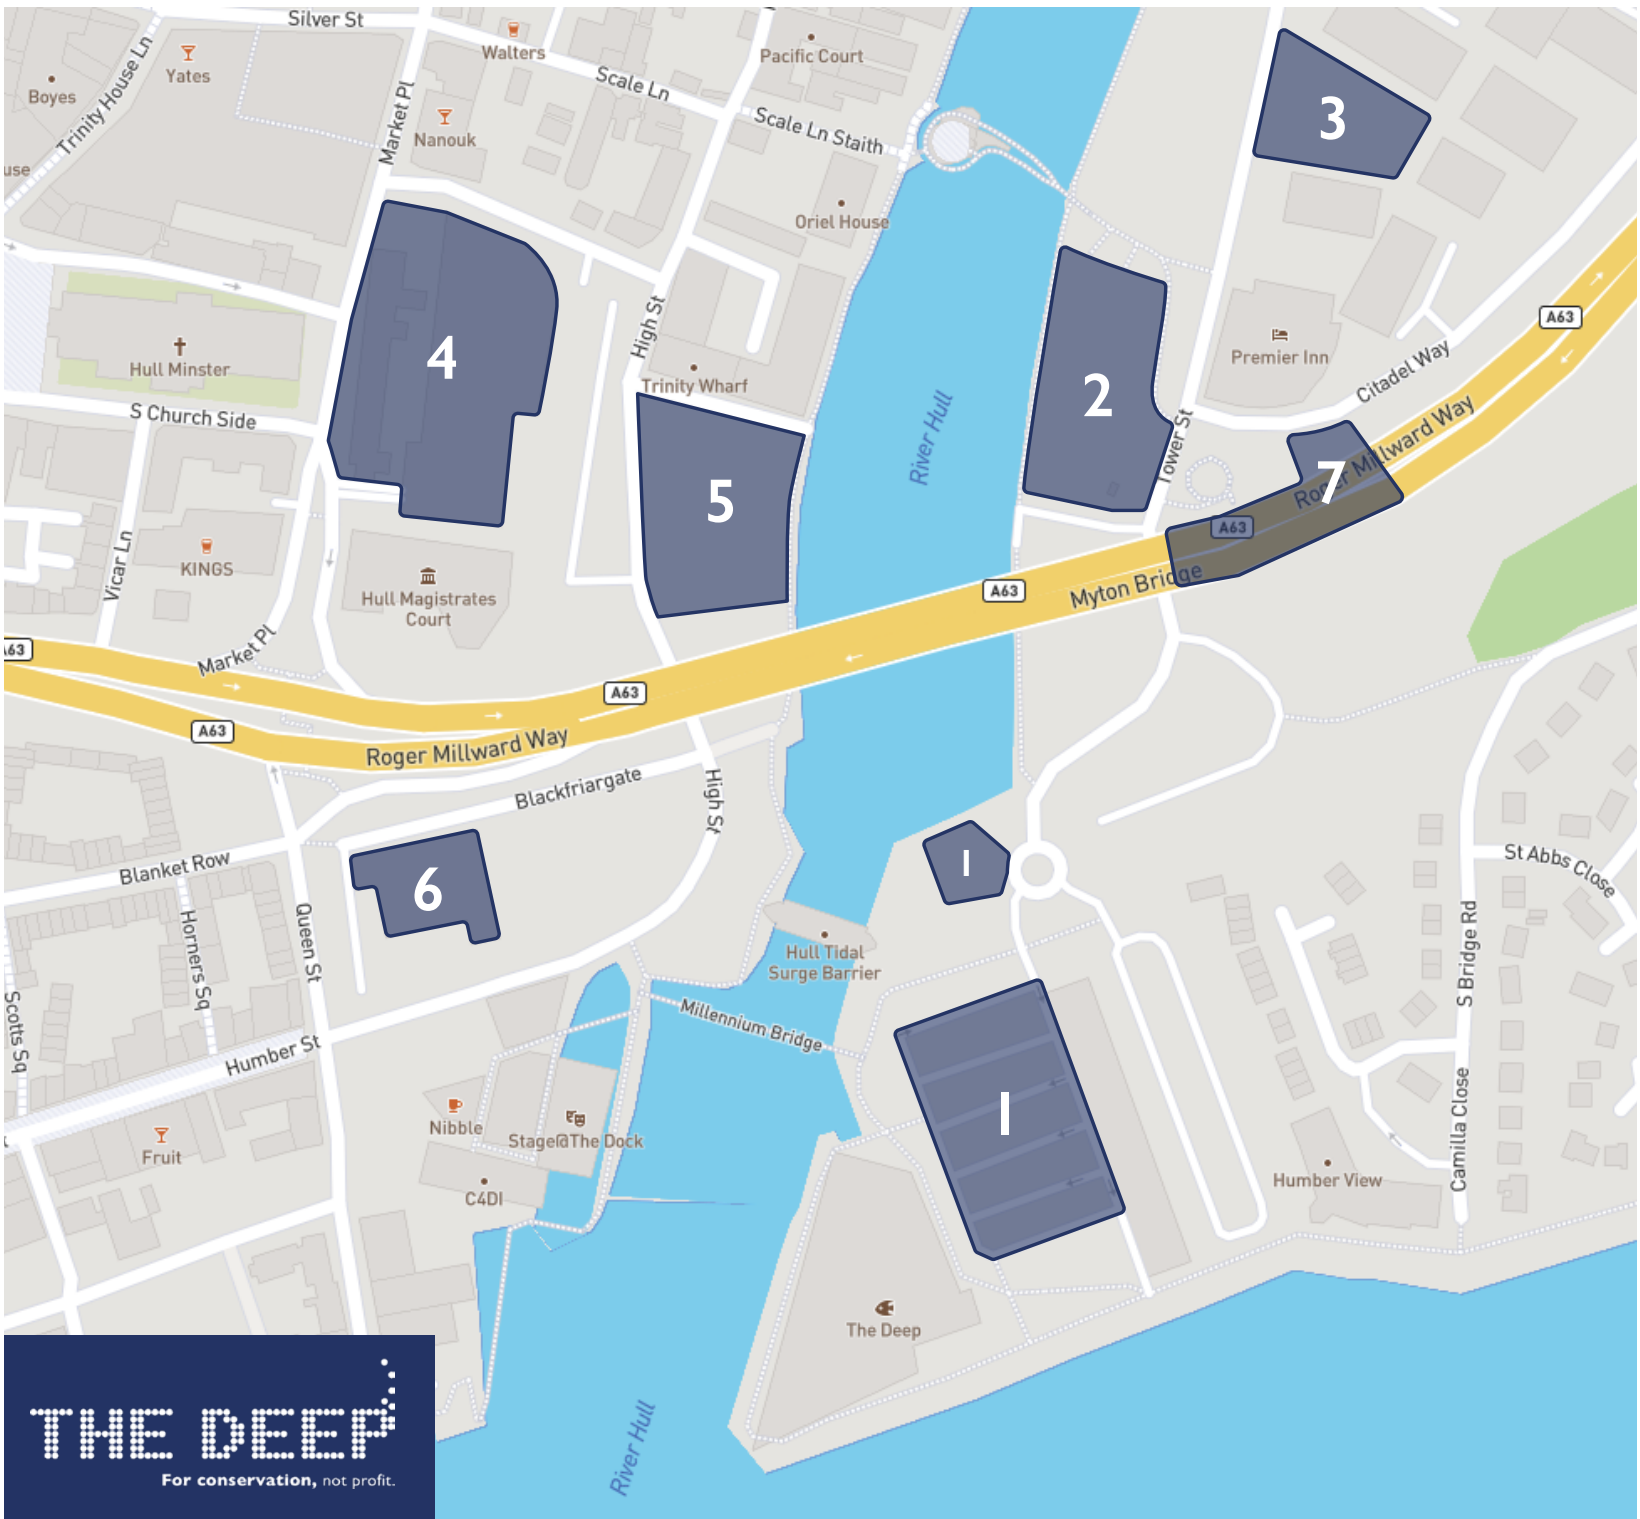 Silver St
Walters
Pacific Court
Yates
Boyes
Trinity House Ln
Market Pl
Scale Ln
Scale Ln Staith
Nanouk
3
use
Oriel House
High St
Hull Minster
4
Trinity Wharf
2
Premier Inn
A63
Citadel Way
S Church Side
River Hull
Tower St
Roger Millward Way
7
5
A63
KINGS
Vicar Ln
Hull Magistrates
Court
A63
Myton Bridge
Market Pl
A63
A63
A63
Roger Millward Way
Blackfriargate
High St
Blanket Row
6
1
St Abbs Close
Queen St
Horners Sq
Scotts Sq
Hull Tidal
Surge Barrier
Millennium Bridge
S Bridge Rd
Humber St
Nibble
Stage@The Dock
1
Fruit
C4DI
Camilla Close
Humber View
The Deep
River Hull
THE DEEP
For conservation, not profit.